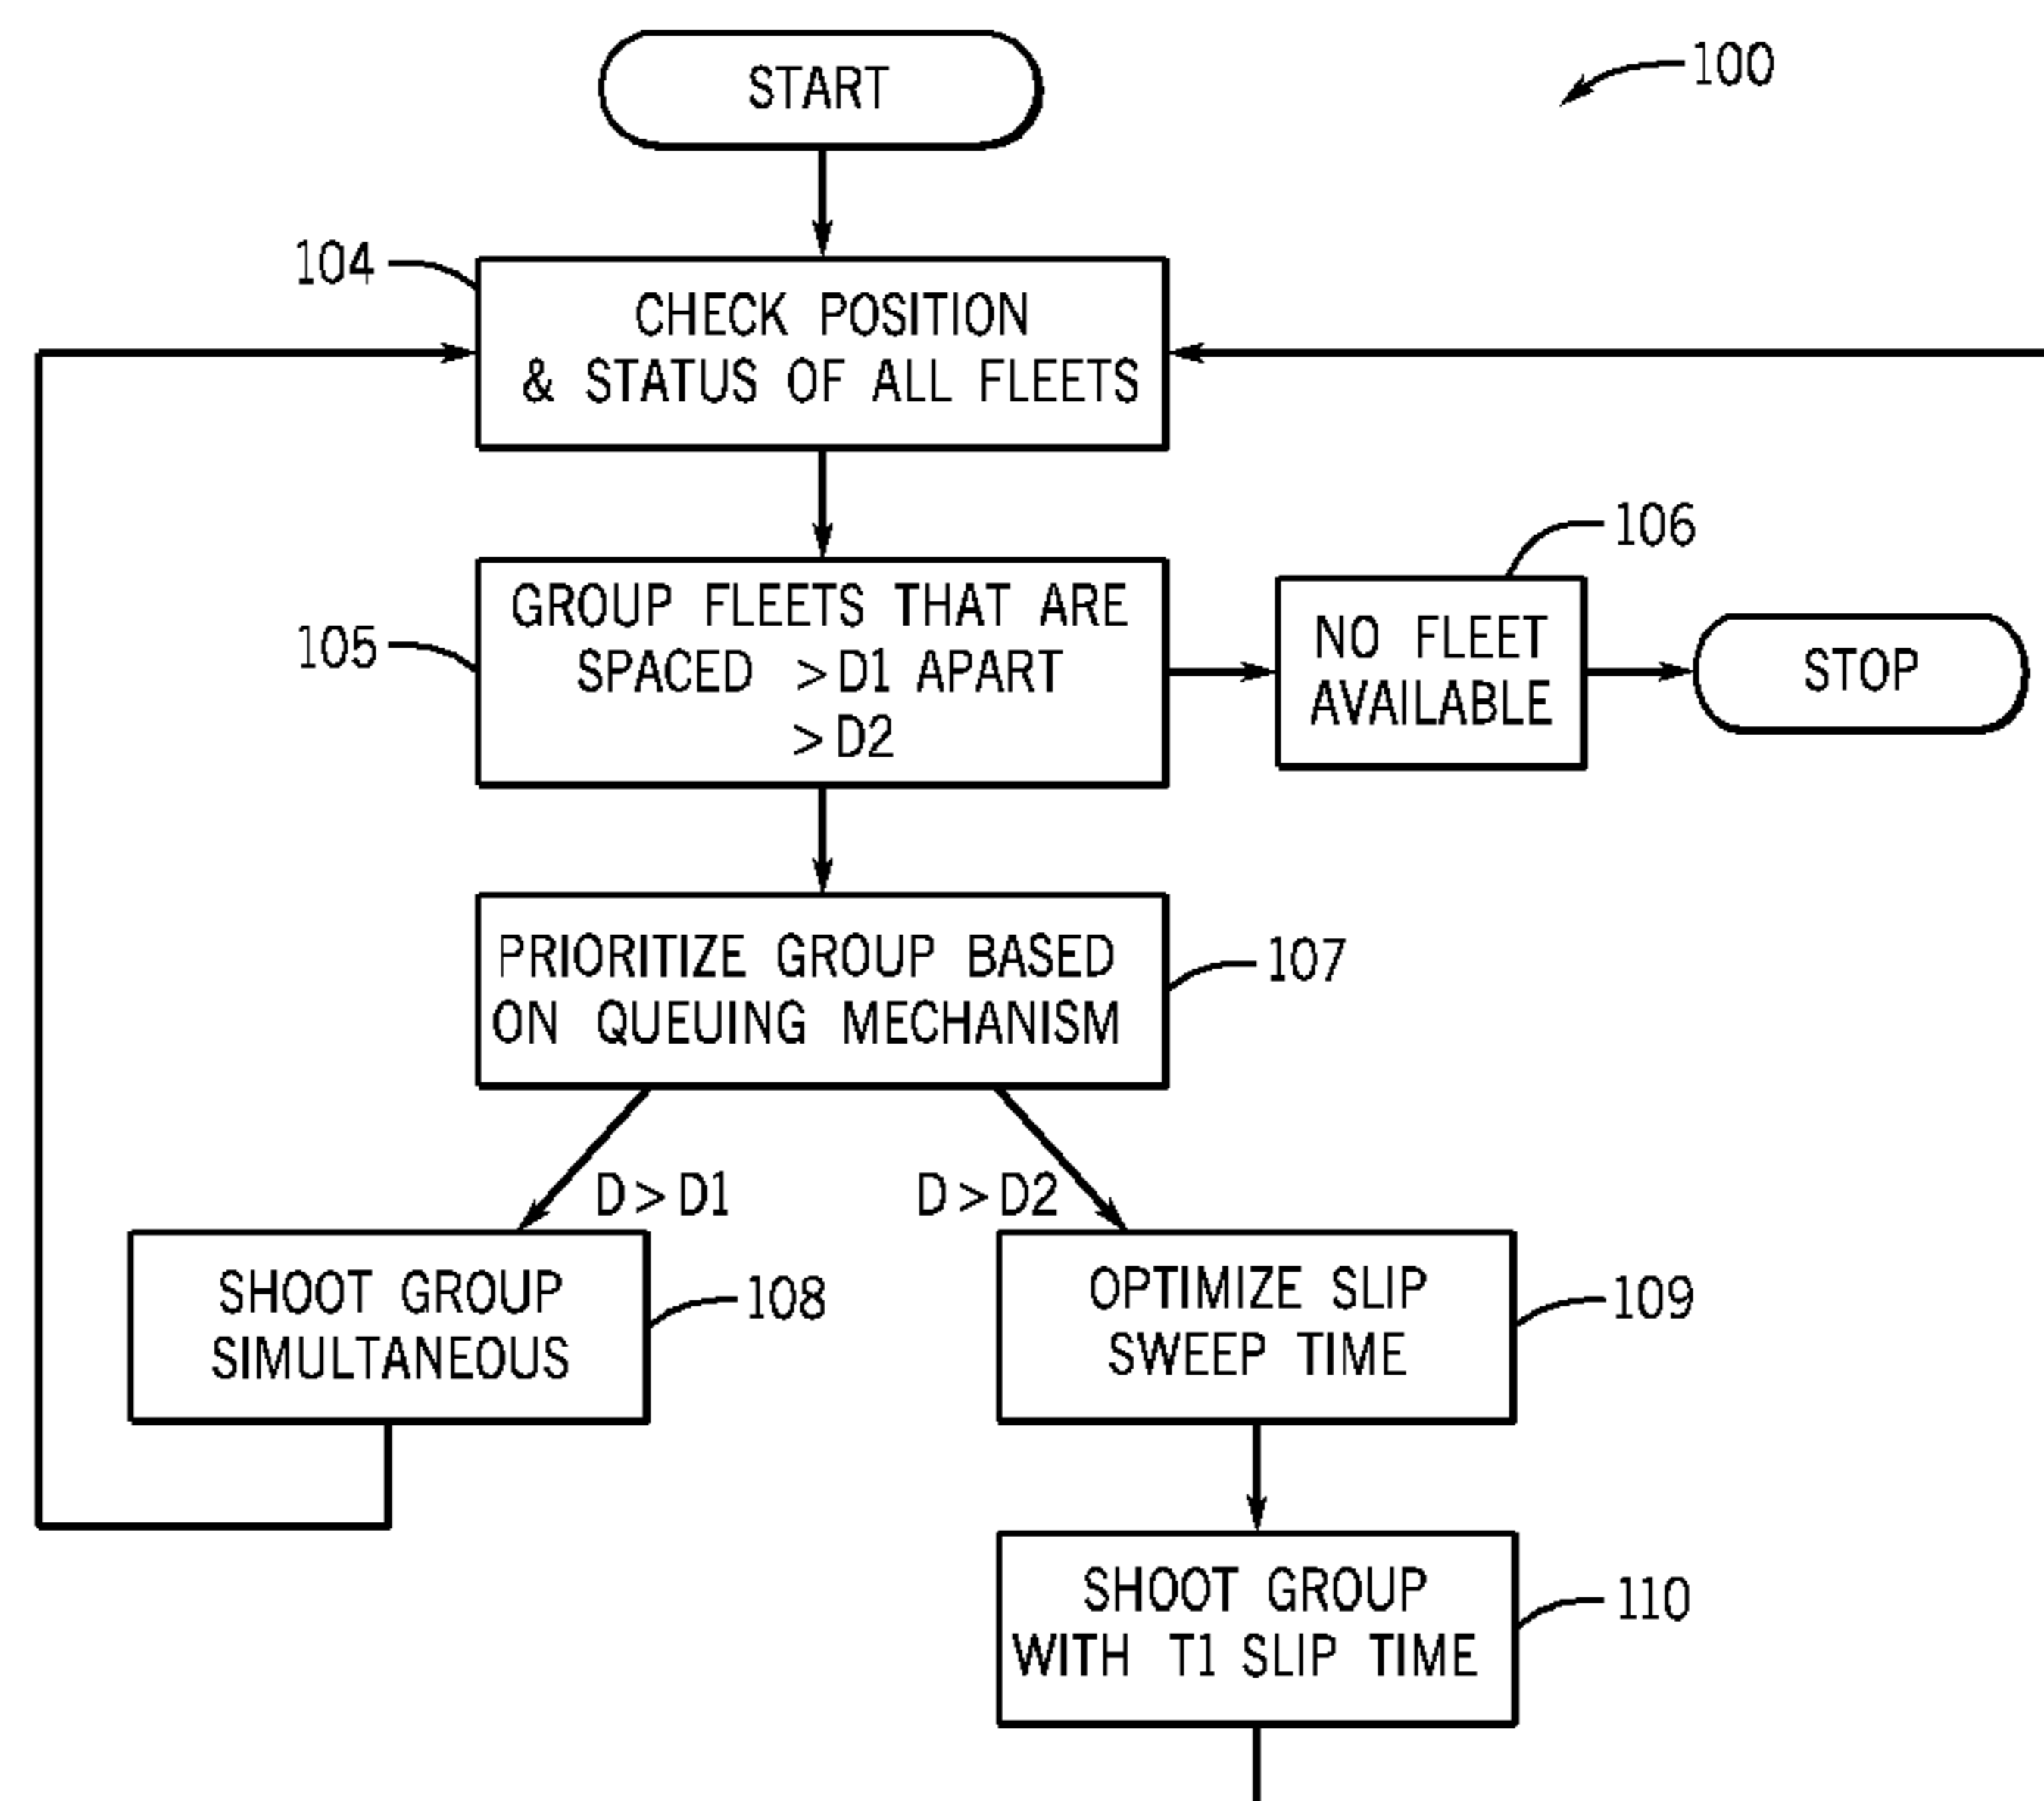 START
100
104
CHECK POSITION
& STATUS OF ALL FLEETS
105
GROUP FLEETS THAT ARE
SPACED >D1 APART
>D2
106
NO FLEET
AVAILABLE
STOP
PRIORITIZE GROUP BASED
ON QUEUING MECHANISM
107
D>D1
D>D2
SHOOT GROUP
SIMULTANEOUS
108
OPTIMIZE SLIP
SWEEP TIME
109
SHOOT GROUP
WITH T1 SLIP TIME
110